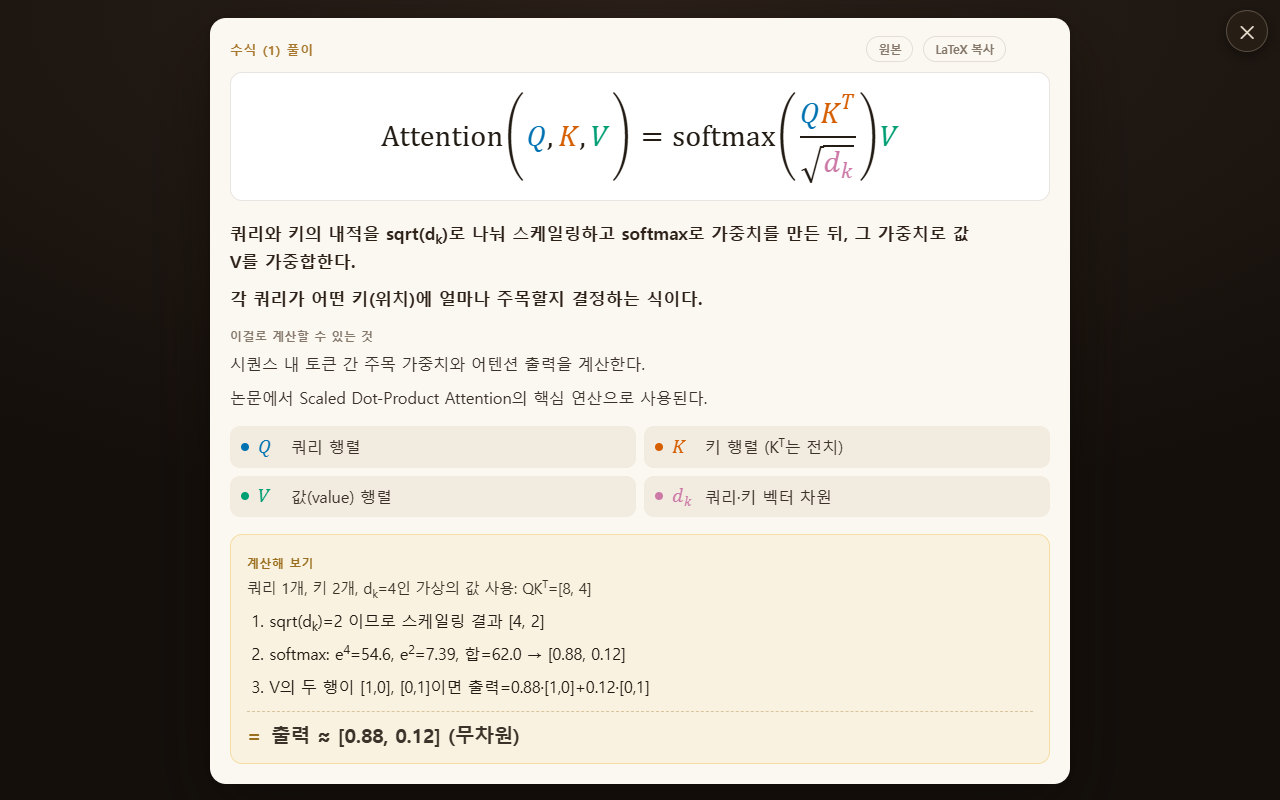 수식 (1) 풀이
원본
LaTeX 복사
Attention(Q, K, V) = softmax(QK^T / √d_k)V
쿼리와 키의 내적을 sqrt(d_k)로 나눠 스케일링하고 softmax로 가중치를 만든 뒤, 그 가중치로 값
V를 가중합한다.
각 쿼리가 어떤 키(위치)에 얼마나 주목할지 결정하는 식이다.
이걸로 계산할 수 있는 것
시퀀스 내 토큰 간 주목 가중치와 어텐션 출력을 계산한다.
논문에서 Scaled Dot-Product Attention의 핵심 연산으로 사용된다.
Q 쿼리 행렬
K 키 행렬 (K^T는 전치)
V 값(value) 행렬
d_k 쿼리·키 벡터 차원
계산해 보기
쿼리 1개, 키 2개, d_k=4인 가상의 값 사용: QK^T=[8, 4]
1. sqrt(d_k)=2 이므로 스케일링 결과 [4, 2]
2. softmax: e^4=54.6, e^2=7.39, 합=62.0 → [0.88, 0.12]
3. V의 두 행이 [1,0], [0,1]이면 출력=0.88·[1,0]+0.12·[0,1]
= 출력 ≈ [0.88, 0.12] (무차원)